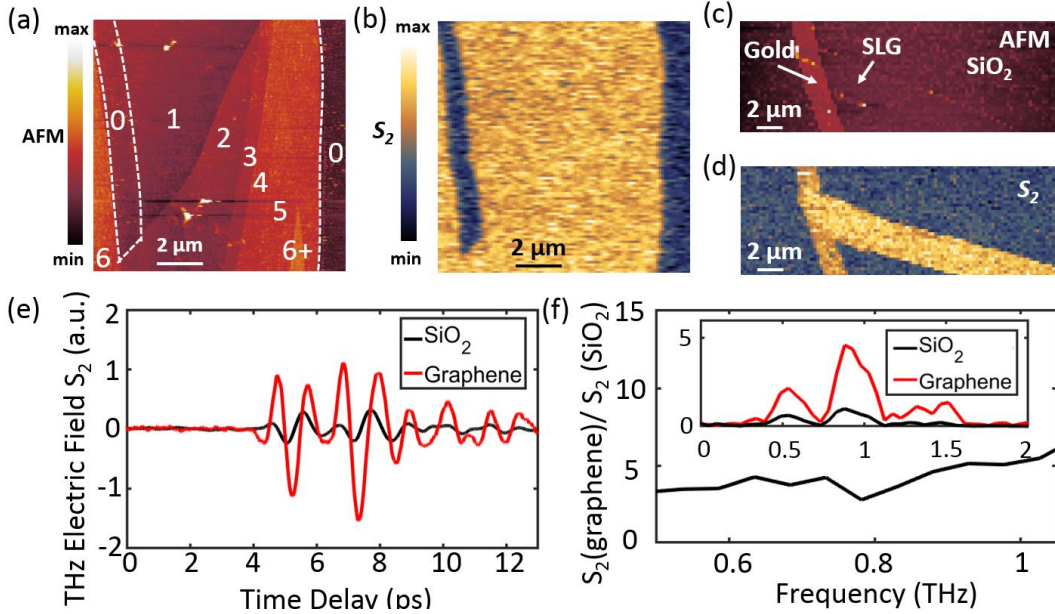 (a)
max
AFM
min
0
1
2
3
4
5
6
6+
0
2 μm
(b)
max
S₂
min
2 μm
(c)
AFM
SLG
SiO₂
Gold
2 μm
(d)
S₂
2 μm
(e)
THz Electric Field S₂ (a.u.)
2
1
0
-1
-2
SiO₂
Graphene
0 2 4 6 8 10 12
Time Delay (ps)
(f)
S₂(graphene)/ S₂ (SiO₂)
15
10
5
0
5
0
SiO₂
Graphene
0 0.5 1 1.5 2
0.6 0.8 1
Frequency (THz)